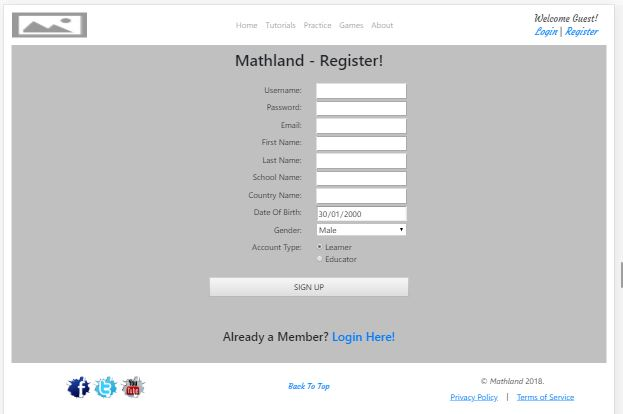 Home Tutorials Practice Games About
Welcome Guest!
Login | Register
Mathland - Register!
Username:
Password:
Email:
First Name:
Last Name:
School Name:
Country Name:
Date Of Birth: 30/01/2000
Gender: Male
Account Type: Learner
Educator
SIGN UP
Already a Member? Login Here!
f t You Tube
Back To Top
© Mathland 2018.
Privacy Policy | Terms of Service